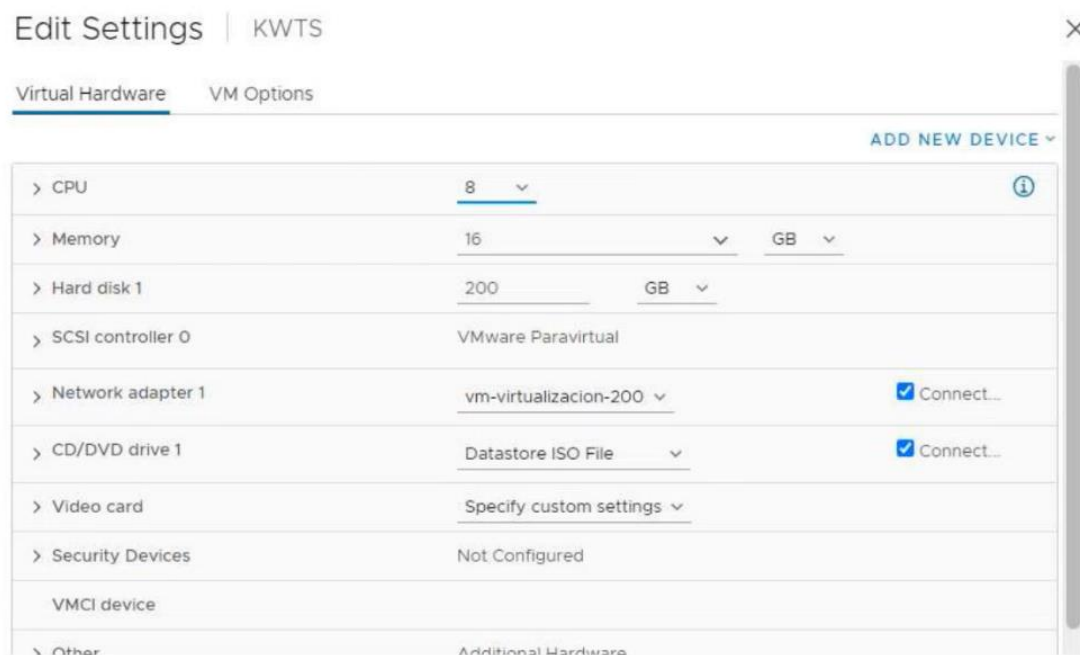 Edit Settings | KWTS
Virtual Hardware VM Options
ADD NEW DEVICE
CPU 8
Memory 16 GB
Hard disk 1 200 GB
SCSI controller 0 VMware Paravirtual
Network adapter 1 vm-virtualizacion-200 Connect...
CD/DVD drive 1 Datastore ISO File Connect...
Video card Specify custom settings
Security Devices Not Configured
VMCI device
Other Additional Hardware